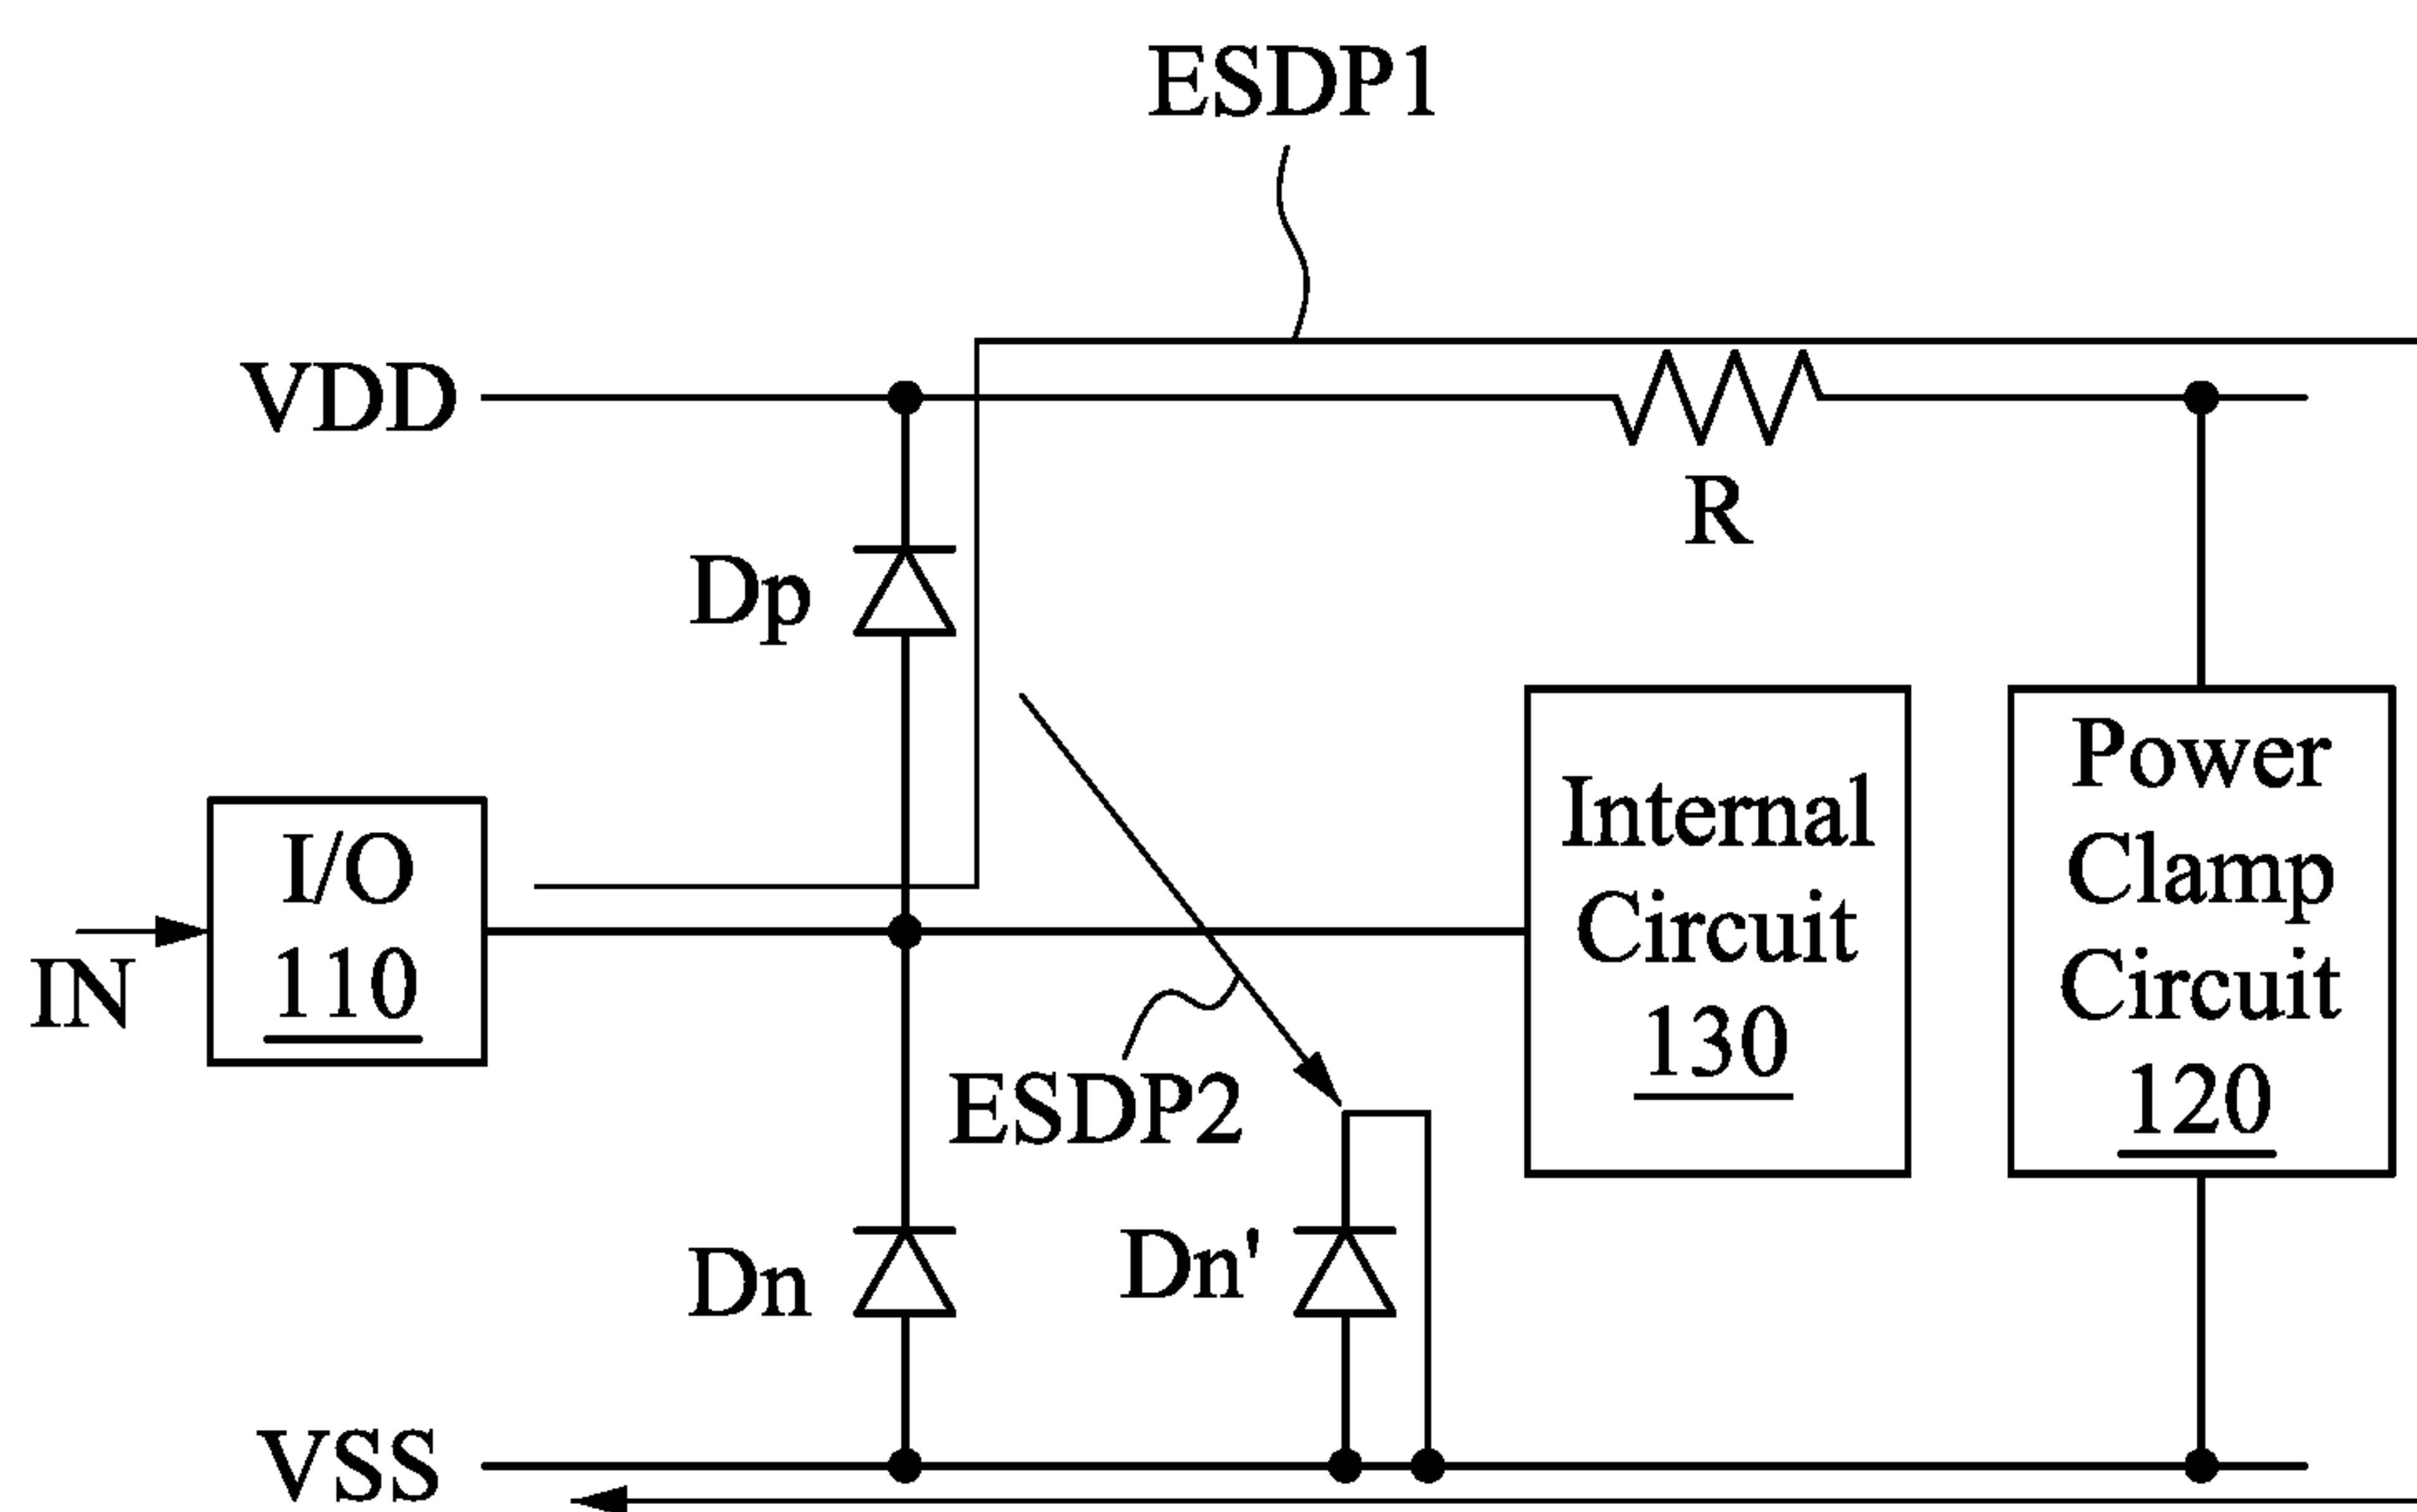 ESDP1
VDD
R
Dp
I/O
110
IN
Internal
Circuit
130
Power
Clamp
Circuit
120
ESDP2
Dn
Dn'
VSS